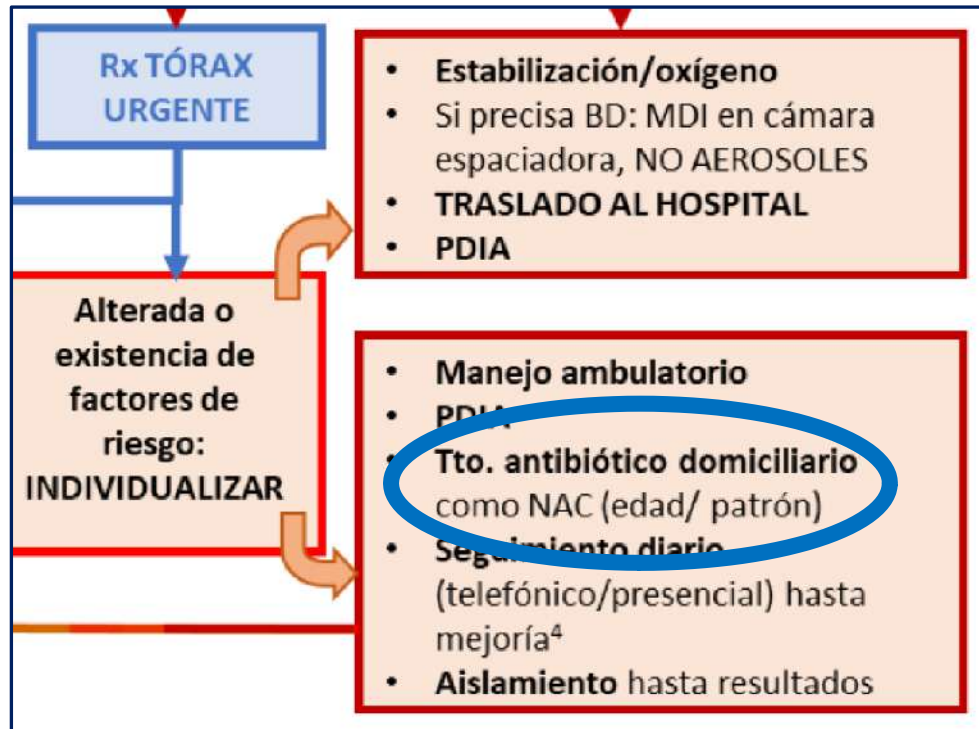 Rx TÓRAX
URGENTE
Alterada o
existencia de
factores de
riesgo:
INDIVIDUALIZAR
• Estabilización/oxígeno
• Si precisa BD: MDI en cámara
espaciadora, NO AEROSOLES
• TRASLADO AL HOSPITAL
• PDIA
• Manejo ambulatorio
• PDIA
• Tto. antibiótico domiciliario
como NAC (edad/ patrón)
• Seguimiento diario
(telefónico/presencial) hasta
mejoría⁴
• Aislamiento hasta resultados